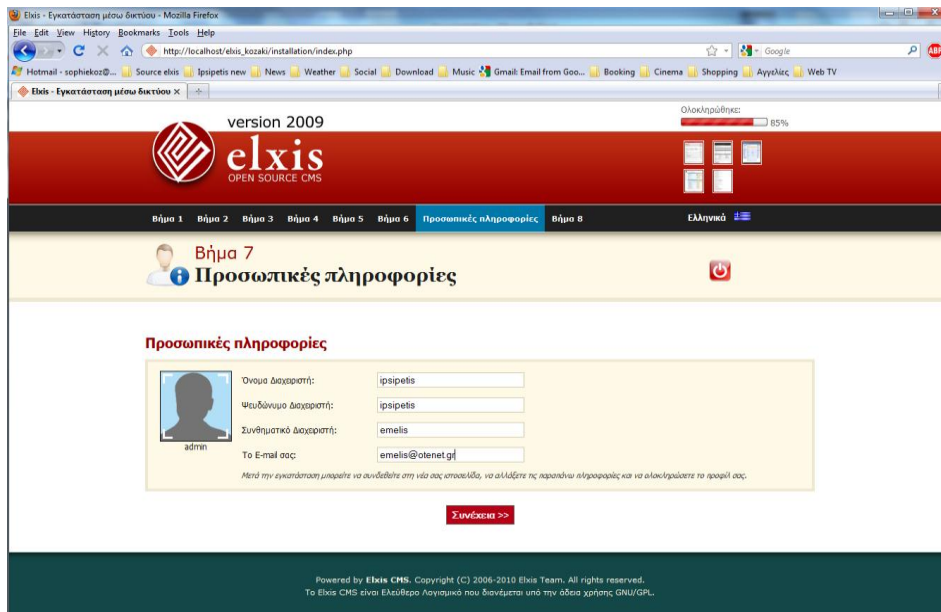 Elxis - Εγκατάσταση μέσω δικτύου - Mozilla Firefox
File Edit View History Bookmarks Tools Help
http://localhost/elxis_kozaki/installation/index.php
Google
ABP
Hotmail - sophiekoz@... Source elxis Ipsipetis new News Weather Social Download Music Gmail: Email from Goo... Booking Cinema Shopping Αγγελίες Web TV
Elxis - Εγκατάσταση μέσω δικτύου
version 2009
Ολοκληρώθηκε:
85%
elxis
OPEN SOURCE CMS
Βήμα 1 Βήμα 2 Βήμα 3 Βήμα 4 Βήμα 5 Βήμα 6 Προσωπικές πληροφορίες Βήμα 8 Ελληνικά
Βήμα 7
Προσωπικές πληροφορίες
Προσωπικές πληροφορίες
Όνομα Διαχειριστή: ipsipetis
Ψευδώνυμο Διαχειριστή: ipsipetis
Συνθηματικό Διαχειριστή: emelis
Το E-mail σας: emelis@otenet.gr
admin
Μετά την εγκατάσταση μπορείτε να συνδεθείτε στη νέα σας ιστοσελίδα, να αλλάξετε τις παραπάνω πληροφορίες και να ολοκληρώσετε το προφίλ σας.
Συνέχεια >>
Powered by Elxis CMS. Copyright (C) 2006-2010 Elxis Team. All rights reserved.
Το Elxis CMS είναι Ελεύθερο Λογισμικό που διανέμεται υπό την άδεια χρήσης GNU/GPL.